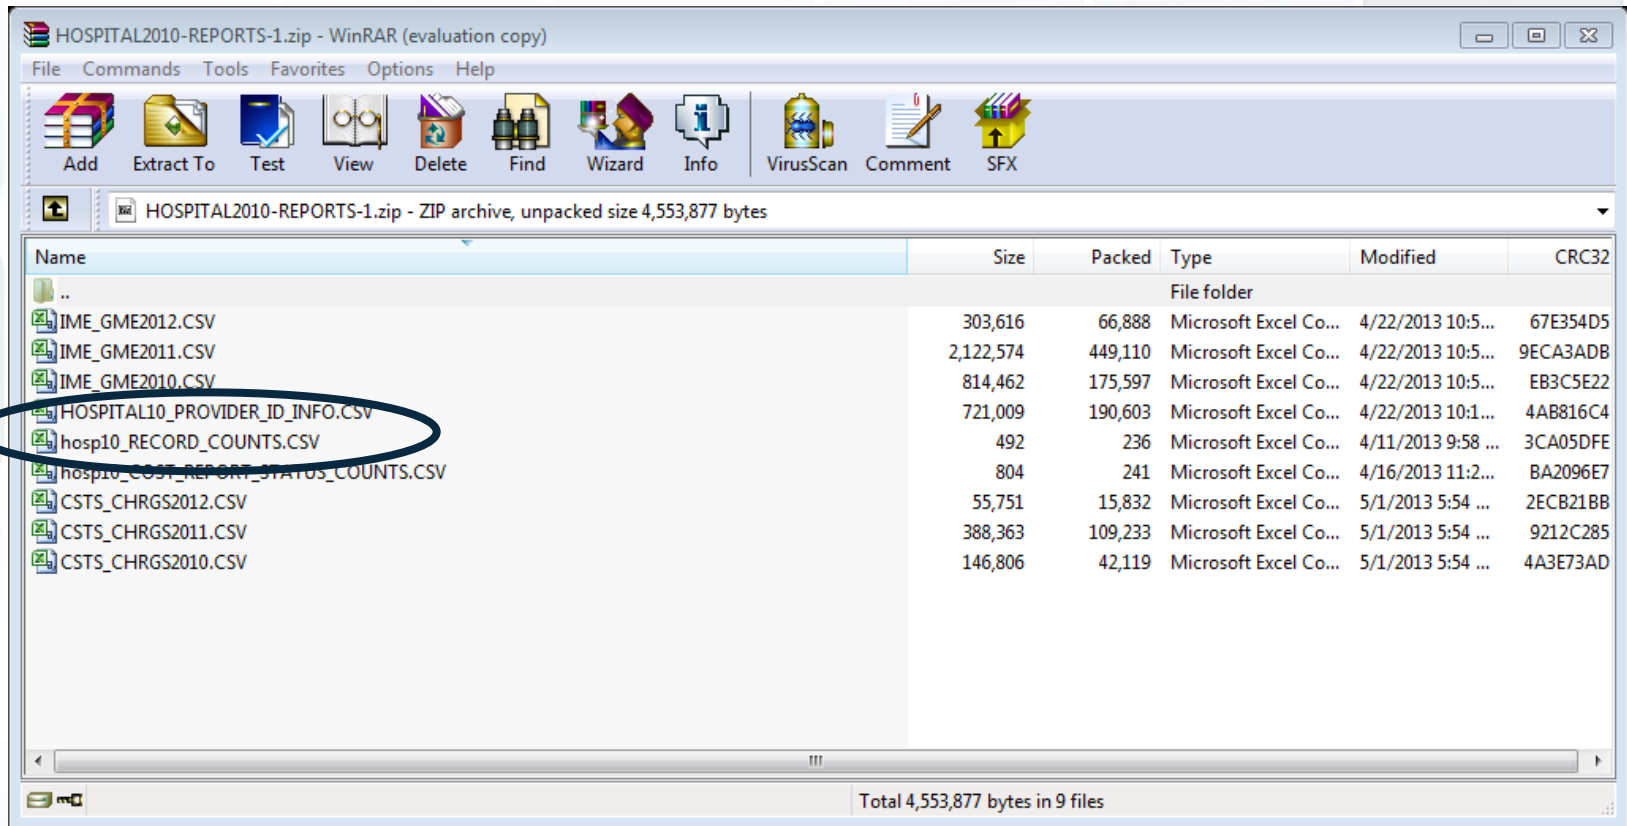 HOSPITAL2010-REPORTS-1.zip - WinRAR (evaluation copy)
File Commands Tools Favorites Options Help
Add Extract To Test View Delete Find Wizard Info VirusScan Comment SFX
HOSPITAL2010-REPORTS-1.zip - ZIP archive, unpacked size 4,553,877 bytes
Name Size Packed Type Modified CRC32
.. File folder
IME_GME2012.CSV 303,616 66,888 Microsoft Excel Co... 4/22/2013 10:5... 67E354D5
IME_GME2011.CSV 2,122,574 449,110 Microsoft Excel Co... 4/22/2013 10:5... 9ECA3ADB
IME_GME2010.CSV 814,462 175,597 Microsoft Excel Co... 4/22/2013 10:5... EB3C5E22
HOSPITAL10_PROVIDER_ID_INFO.CSV 721,009 190,603 Microsoft Excel Co... 4/22/2013 10:1... 4AB816C4
hosp10_RECORD_COUNTS.CSV 492 236 Microsoft Excel Co... 4/11/2013 9:58 ... 3CA05DFE
hosp10_COST_REPORT_STATUS_COUNTS.CSV 804 241 Microsoft Excel Co... 4/16/2013 11:2... BA2096E7
CSTS_CHRGS2012.CSV 55,751 15,832 Microsoft Excel Co... 5/1/2013 5:54 ... 2ECB21BB
CSTS_CHRGS2011.CSV 388,363 109,233 Microsoft Excel Co... 5/1/2013 5:54 ... 9212C285
CSTS_CHRGS2010.CSV 146,806 42,119 Microsoft Excel Co... 5/1/2013 5:54 ... 4A3E73AD
Total 4,553,877 bytes in 9 files